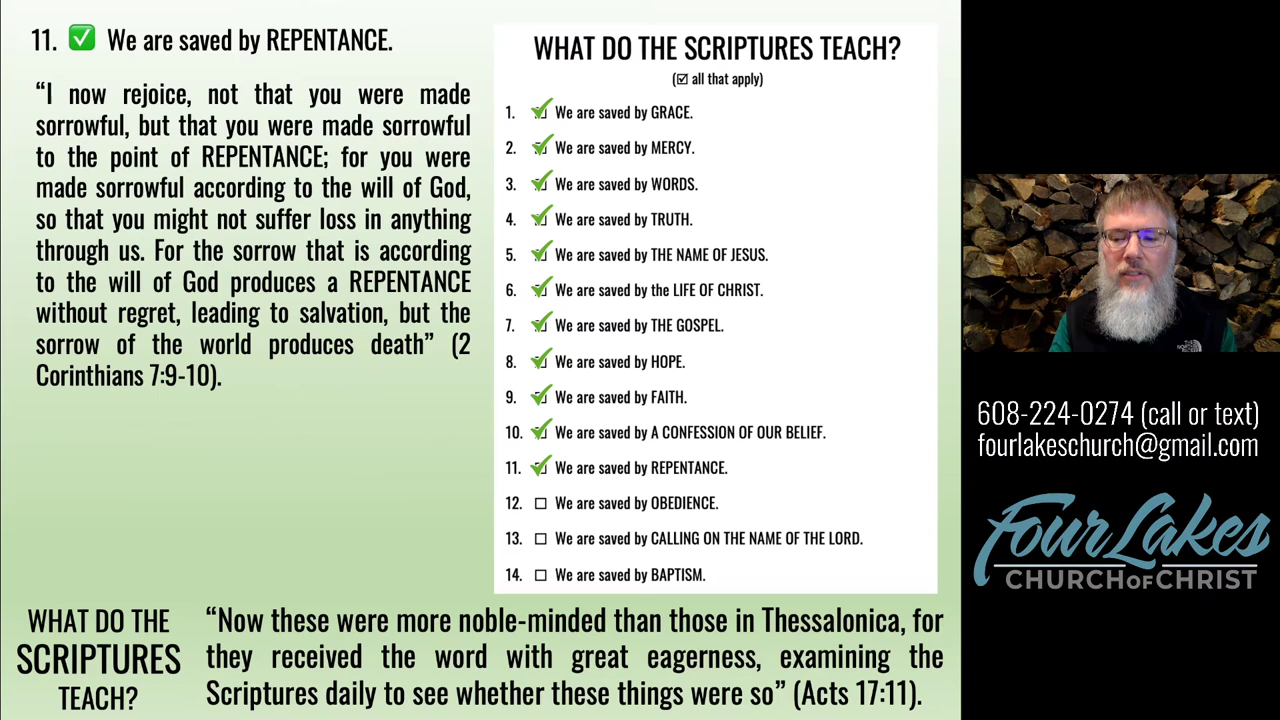 11. ✅ We are saved by REPENTANCE.
“I now rejoice, not that you were made
sorrowful, but that you were made sorrowful
to the point of REPENTANCE; for you were
made sorrowful according to the will of God,
so that you might not suffer loss in anything
through us. For the sorrow that is according
to the will of God produces a REPENTANCE
without regret, leading to salvation, but the
sorrow of the world produces death” (2
Corinthians 7:9-10).
WHAT DO THE SCRIPTURES TEACH?
(☑ all that apply)
1. We are saved by GRACE.
2. We are saved by MERCY.
3. We are saved by WORDS.
4. We are saved by TRUTH.
5. We are saved by THE NAME OF JESUS.
6. We are saved by the LIFE OF CHRIST.
7. We are saved by THE GOSPEL.
8. We are saved by HOPE.
9. We are saved by FAITH.
10. We are saved by A CONFESSION OF OUR BELIEF.
11. We are saved by REPENTANCE.
12. ☐ We are saved by OBEDIENCE.
13. ☐ We are saved by CALLING ON THE NAME OF THE LORD.
14. ☐ We are saved by BAPTISM.
WHAT DO THE
SCRIPTURES
TEACH?
“Now these were more noble-minded than those in Thessalonica, for
they received the word with great eagerness, examining the
Scriptures daily to see whether these things were so” (Acts 17:11).
608-224-0274 (call or text)
fourlakeschurch@gmail.com
Four Lakes
CHURCH OF CHRIST